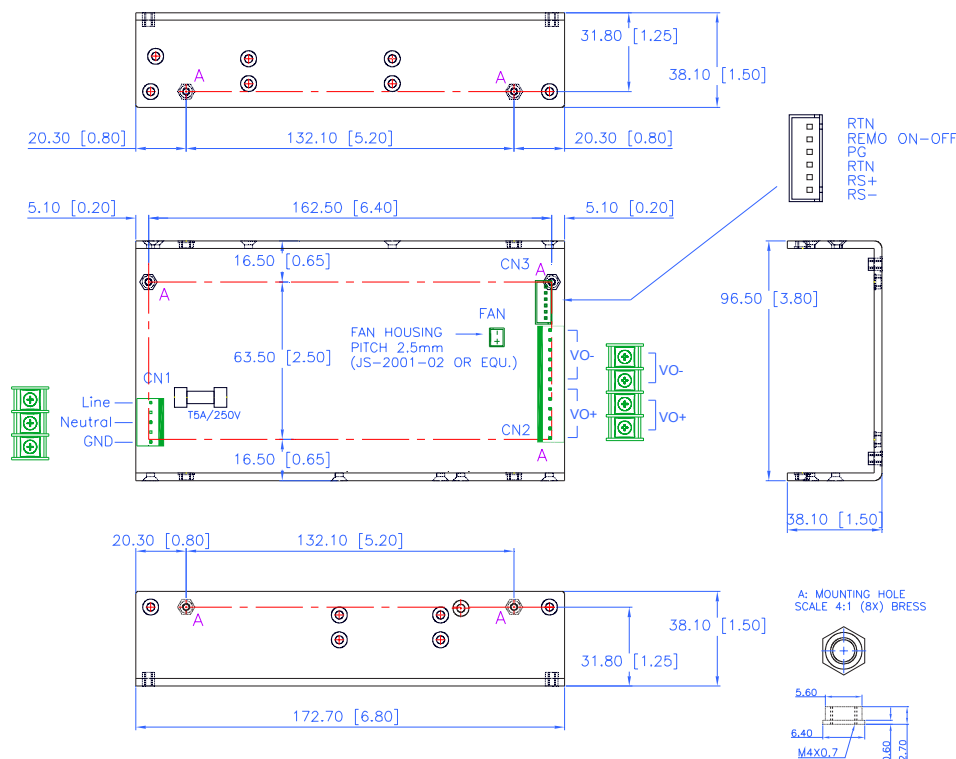 31.80 [1.25]
38.10 [1.50]
A
A
20.30 [0.80]
132.10 [5.20]
20.30 [0.80]
RTN
REMO ON-OFF
PG
RTN
RS+
RS-
5.10 [0.20]
162.50 [6.40]
5.10 [0.20]
16.50 [0.65]
CN3
A
A
96.50 [3.80]
FAN
FAN HOUSING
PITCH 2.5mm
(JS-2001-02 OR EQU.)
63.50 [2.50]
VO-
VO-
CN1
T5A/250V
Line
Neutral
GND
VO+
VO+
CN2
A
16.50 [0.65]
38.10 [1.50]
20.30 [0.80]
132.10 [5.20]
A
A
38.10 [1.50]
31.80 [1.25]
172.70 [6.80]
A: MOUNTING HOLE
SCALE 4:1 (8X) BRESS
5.60
6.40
M4X0.7
0.60
2.70